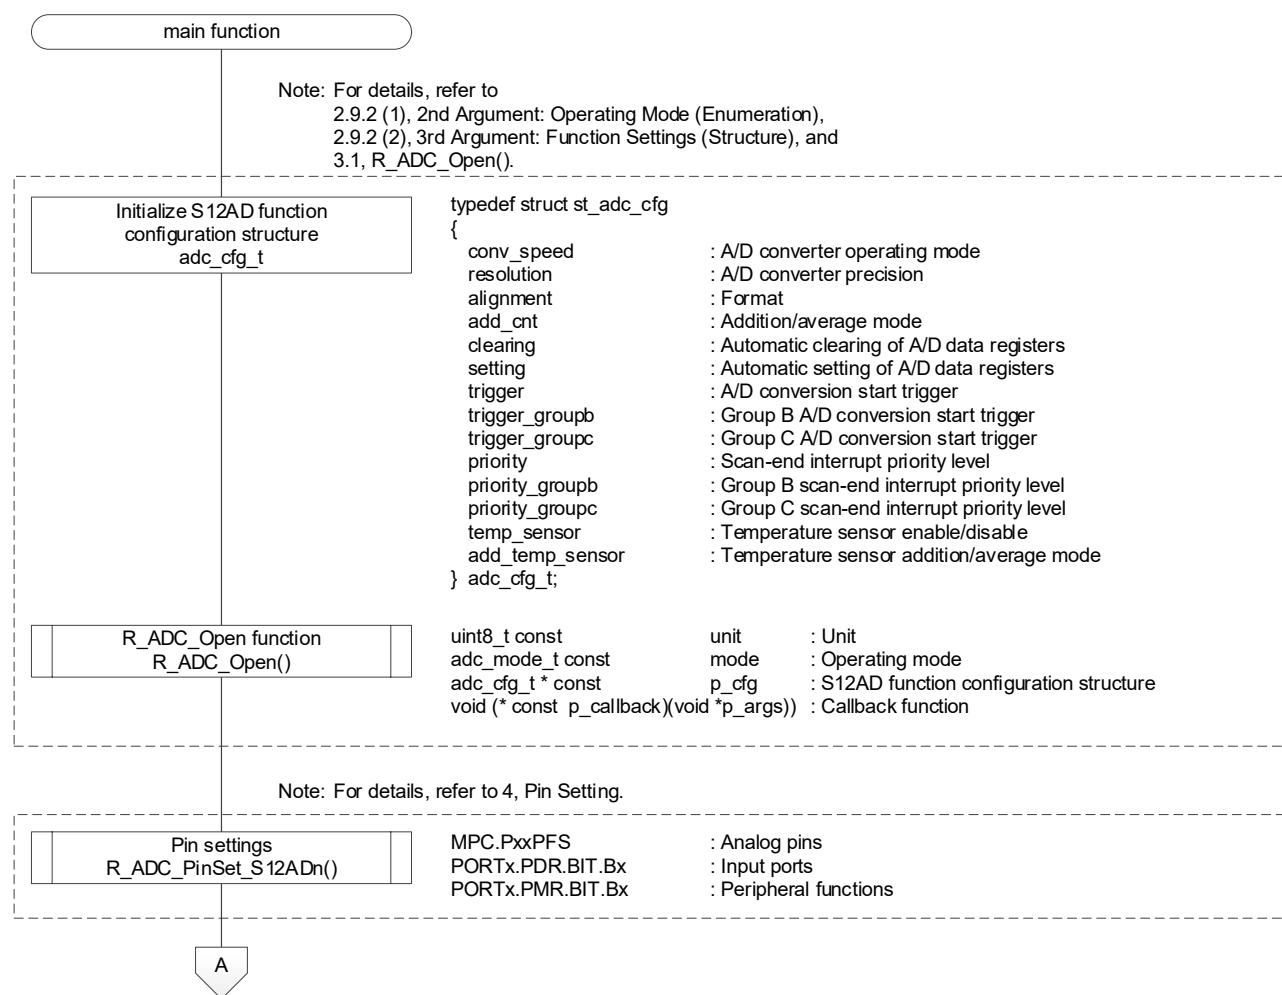 main function
Note: For details, refer to
2.9.2 (1), 2nd Argument: Operating Mode (Enumeration),
2.9.2 (2), 3rd Argument: Function Settings (Structure), and
3.1, R_ADC_Open().
Initialize S12AD function
configuration structure
adc_cfg_t
typedef struct st_adc_cfg
{
conv_speed : A/D converter operating mode
resolution : A/D converter precision
alignment : Format
add_cnt : Addition/average mode
clearing : Automatic clearing of A/D data registers
setting : Automatic setting of A/D data registers
trigger : A/D conversion start trigger
trigger_groupb : Group B A/D conversion start trigger
trigger_groupc : Group C A/D conversion start trigger
priority : Scan-end interrupt priority level
priority_groupb : Group B scan-end interrupt priority level
priority_groupc : Group C scan-end interrupt priority level
temp_sensor : Temperature sensor enable/disable
add_temp_sensor : Temperature sensor addition/average mode
} adc_cfg_t;
R_ADC_Open function
R_ADC_Open()
uint8_t const unit : Unit
adc_mode_t const mode : Operating mode
adc_cfg_t * const p_cfg : S12AD function configuration structure
void (* const p_callback)(void *p_args)) : Callback function
Note: For details, refer to 4, Pin Setting.
Pin settings
R_ADC_PinSet_S12ADn()
MPC.PxxPFS : Analog pins
PORTx.PDR.BIT.Bx : Input ports
PORTx.PMR.BIT.Bx : Peripheral functions
A